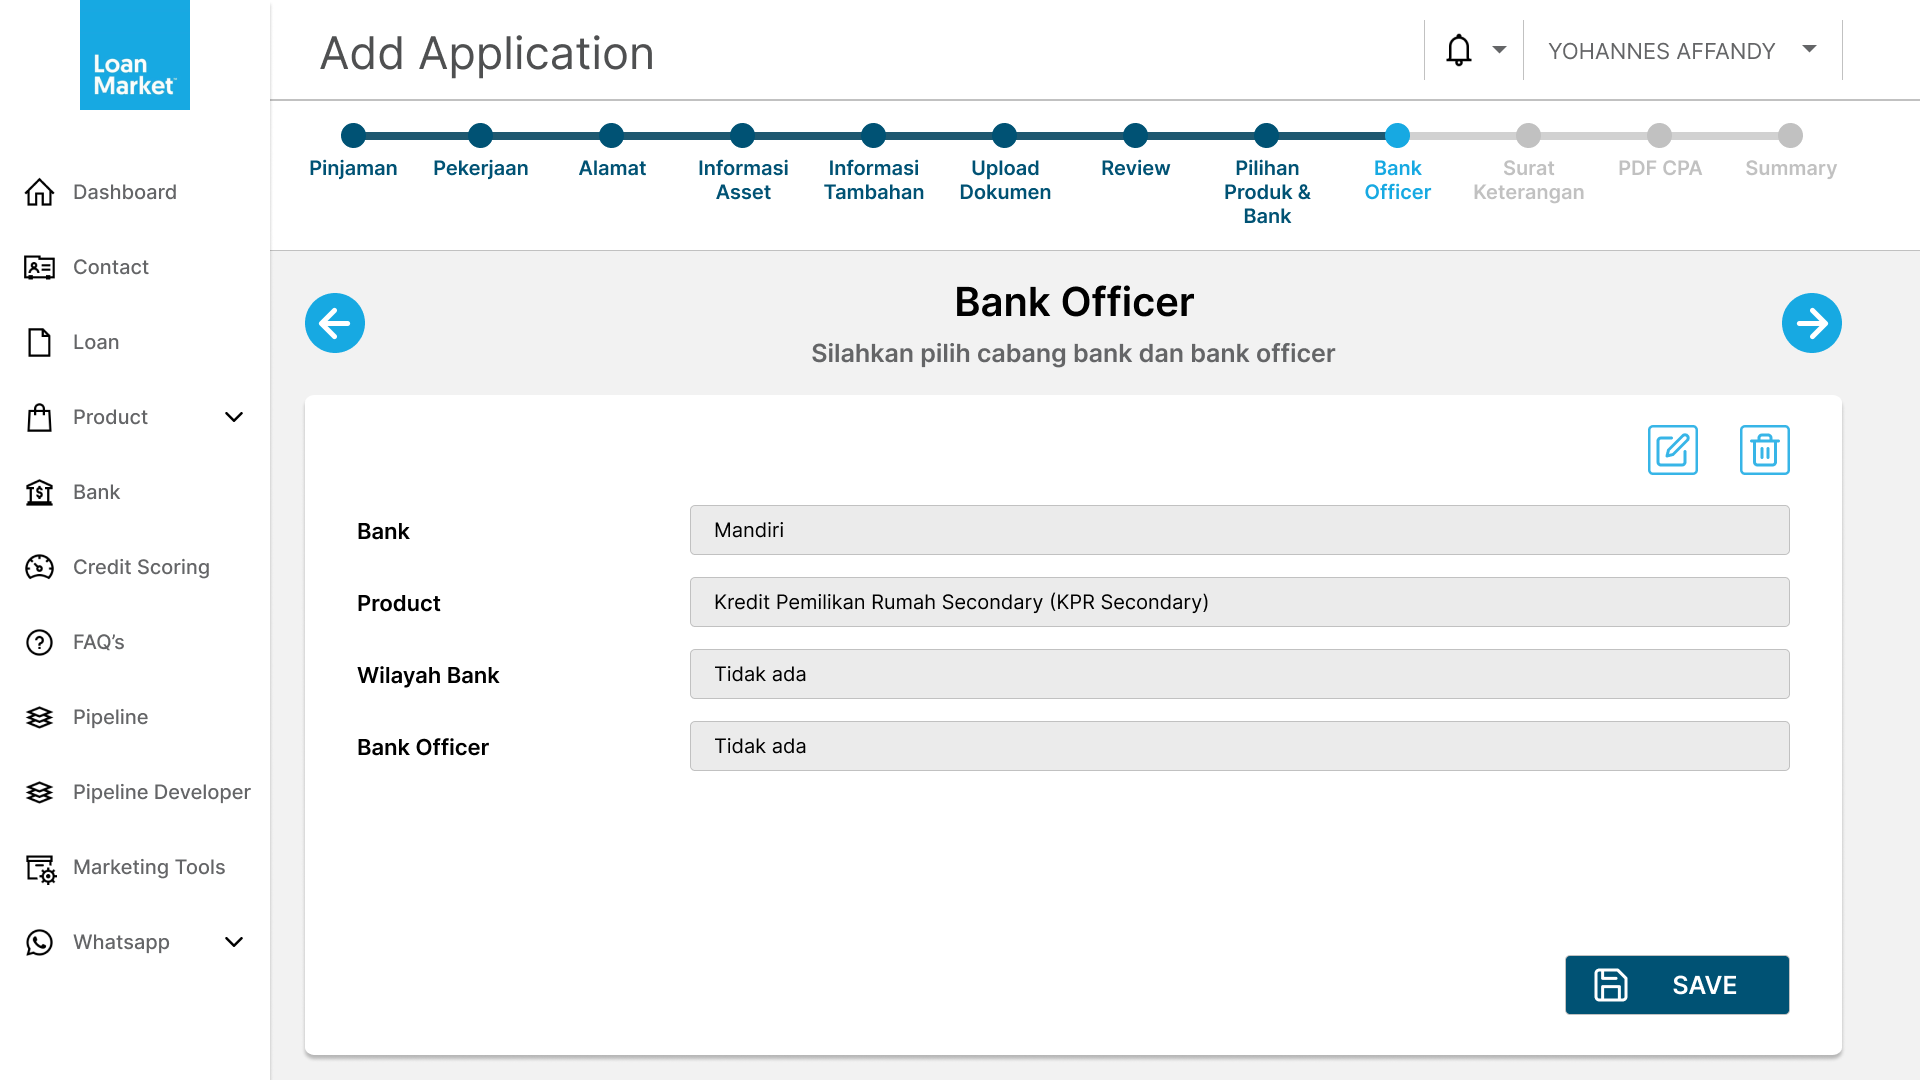 Loan
Market
Add Application
YOHANNES AFFANDY
Pinjaman
Pekerjaan
Alamat
Informasi
Asset
Informasi
Tambahan
Upload
Dokumen
Review
Pilihan
Produk &
Bank
Bank
Officer
Surat
Keterangan
PDF CPA
Summary
Dashboard
Contact
Loan
Product
Bank
Credit Scoring
FAQ’s
Pipeline
Pipeline Developer
Marketing Tools
Whatsapp
Bank Officer
Silahkan pilih cabang bank dan bank officer
Bank
Mandiri
Product
Kredit Pemilikan Rumah Secondary (KPR Secondary)
Wilayah Bank
Tidak ada
Bank Officer
Tidak ada
SAVE